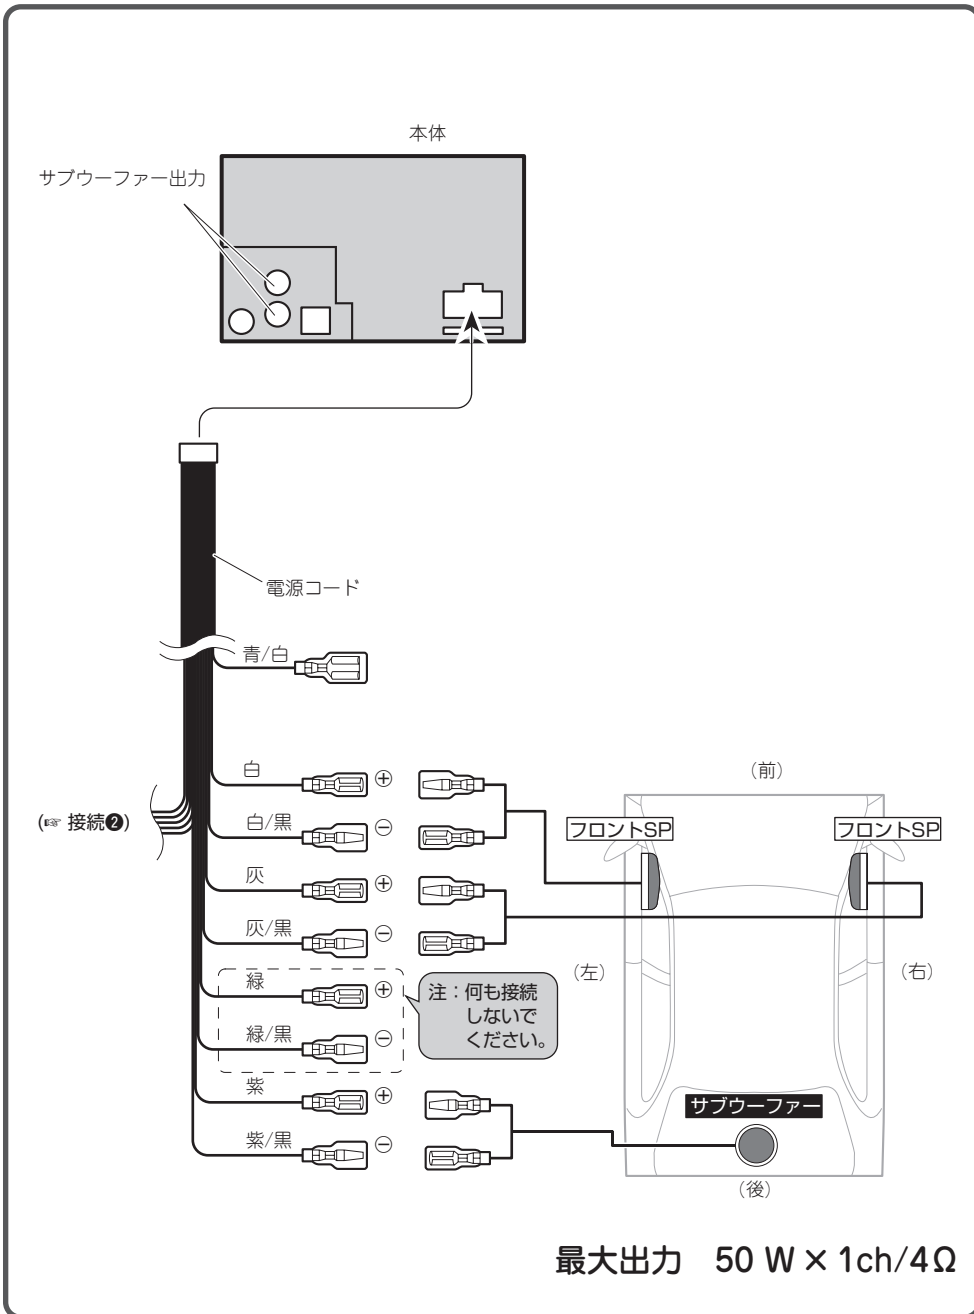 本体
サブウーファー出力
電源コード
青/白
白
⊕
(前)
(☞ 接続❷)
白/黒
⊖
フロントSP
フロントSP
灰
⊕
灰/黒
⊖
(左)
(右)
緑
⊕
注：何も接続
しないで
ください。
緑/黒
⊖
紫
⊕
サブウーファー
紫/黒
⊖
(後)
最大出力 50 W × 1ch/4Ω